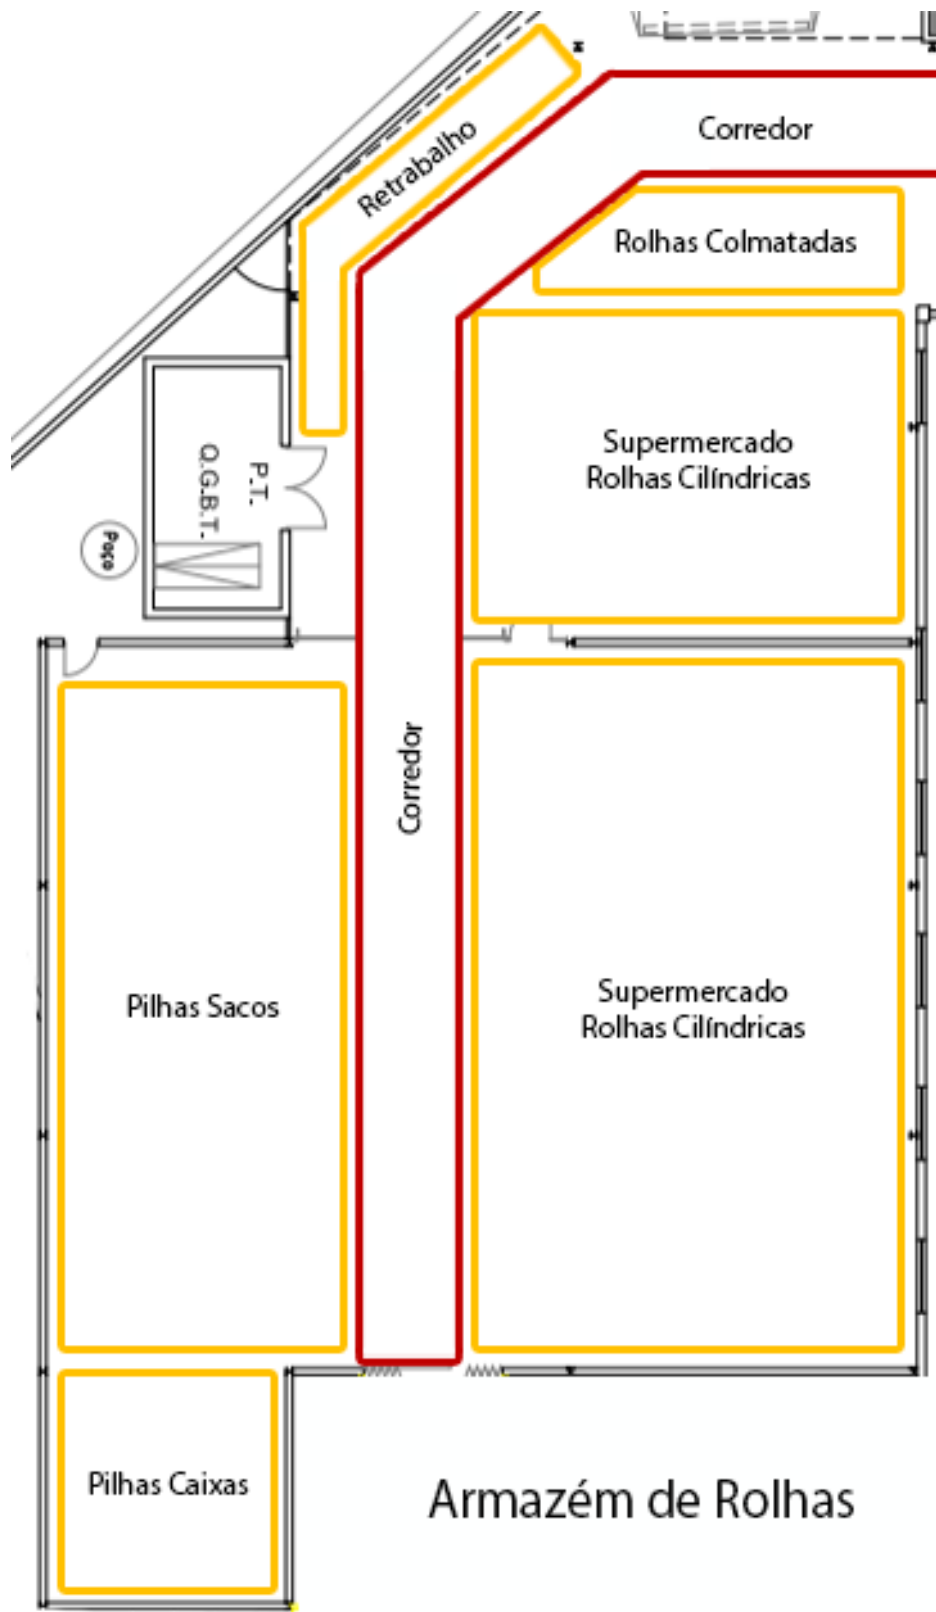 Corredor
Retrabalho
Rolhas Colmatadas
Supermercado
Rolhas Cilíndricas
P.T.
Q.G.B.T.
Poço
Corredor
Pilhas Sacos
Supermercado
Rolhas Cilíndricas
Pilhas Caixas
Armazém de Rolhas